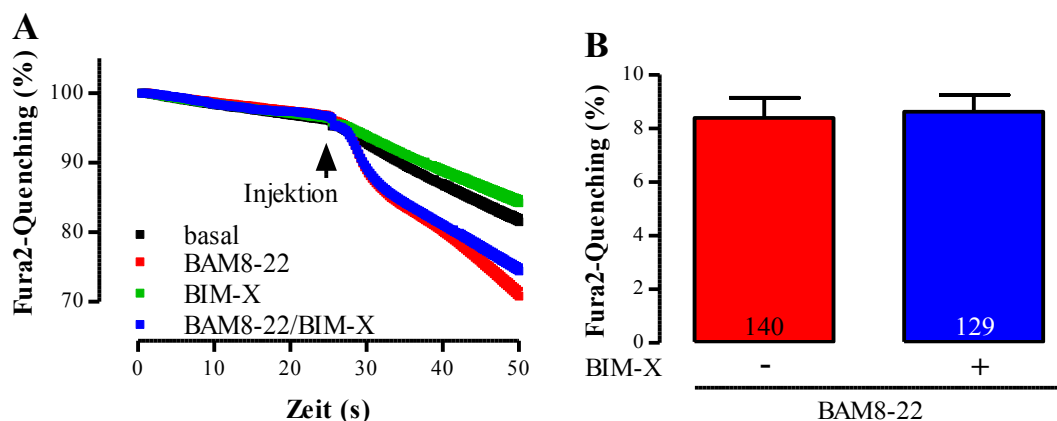 A
Fura2-Quenching (%)
100
90
80
70
Injektion
basal
BAM8-22
BIM-X
BAM8-22/BIM-X
0 10 20 30 40 50
Zeit (s)
B
Fura2-Quenching (%)
10
8
6
4
2
0
140 129
BIM-X - +
BAM8-22